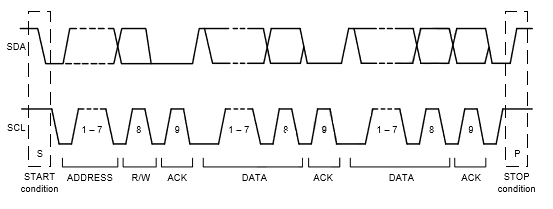 SDA
SCL
1 – 7 8 9 1 – 7 8 9 1 – 7 8 9
S P
START condition
ADDRESS R/W ACK DATA ACK DATA ACK
STOP condition